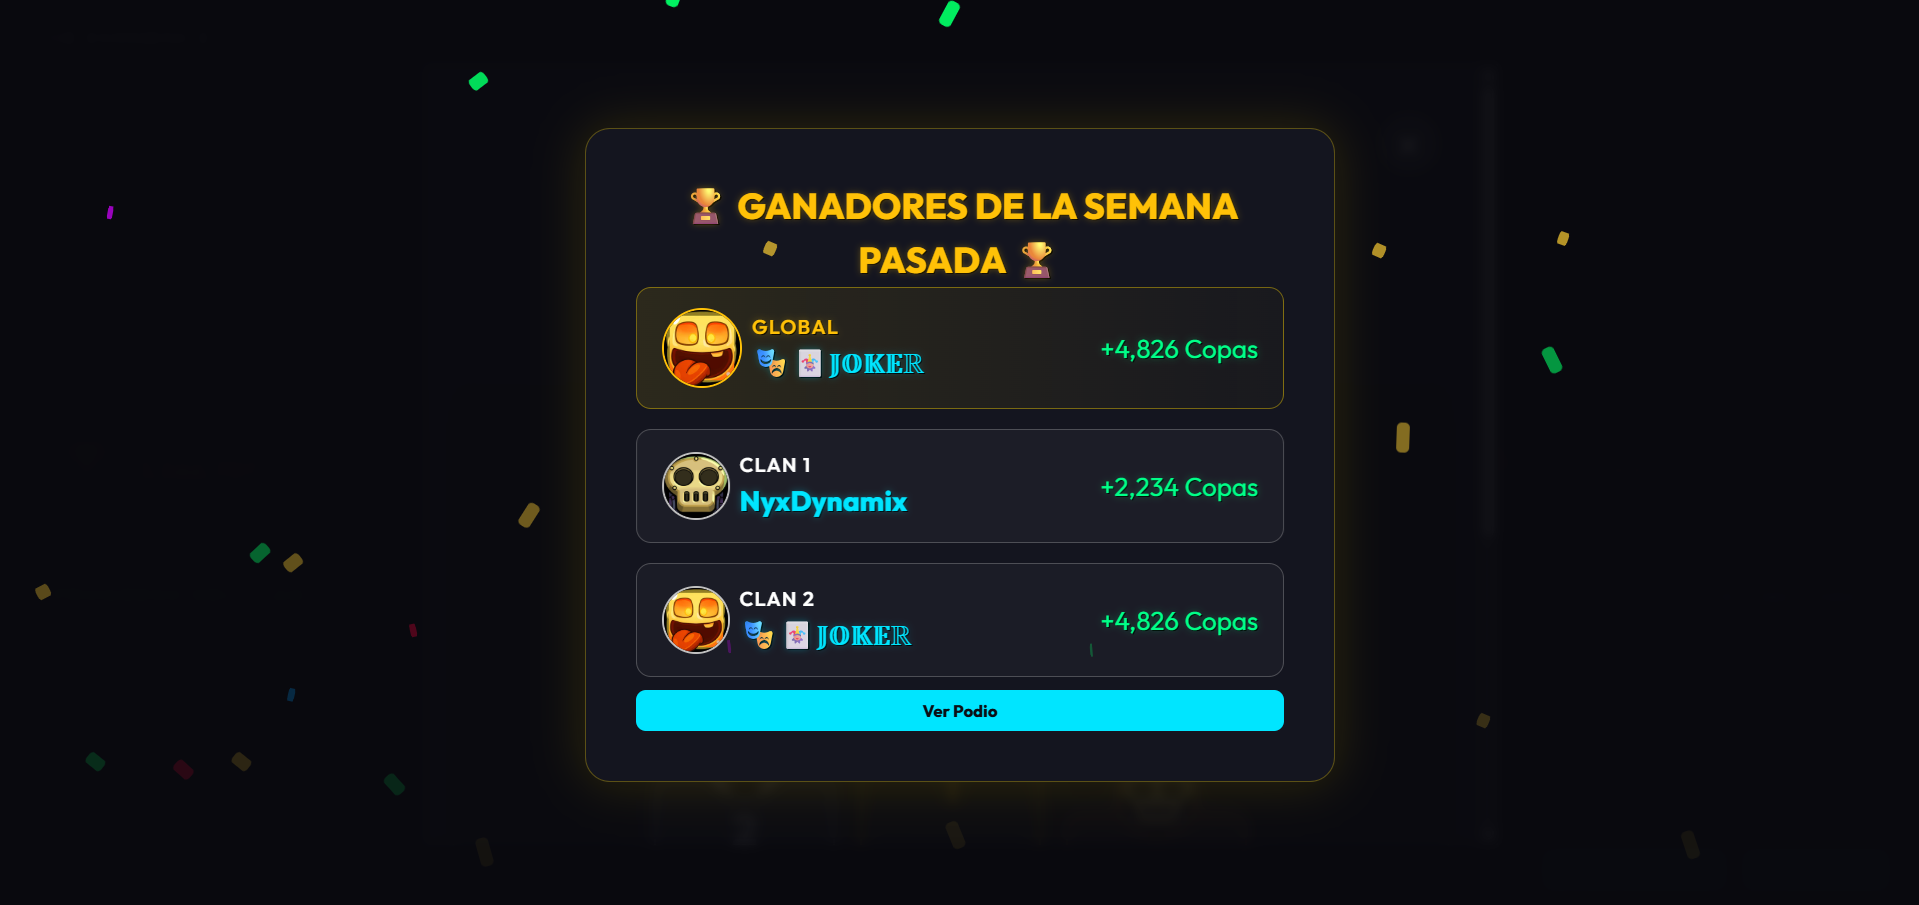 🏆 GANADORES DE LA SEMANA
PASADA 🏆
GLOBAL
🎭 🃏 𝕁𝕆𝕂𝔼ℝ
+4,826 Copas
CLAN 1
NyxDynamix
+2,234 Copas
CLAN 2
🎭 🃏 𝕁𝕆𝕂𝔼ℝ
+4,826 Copas
Ver Podio